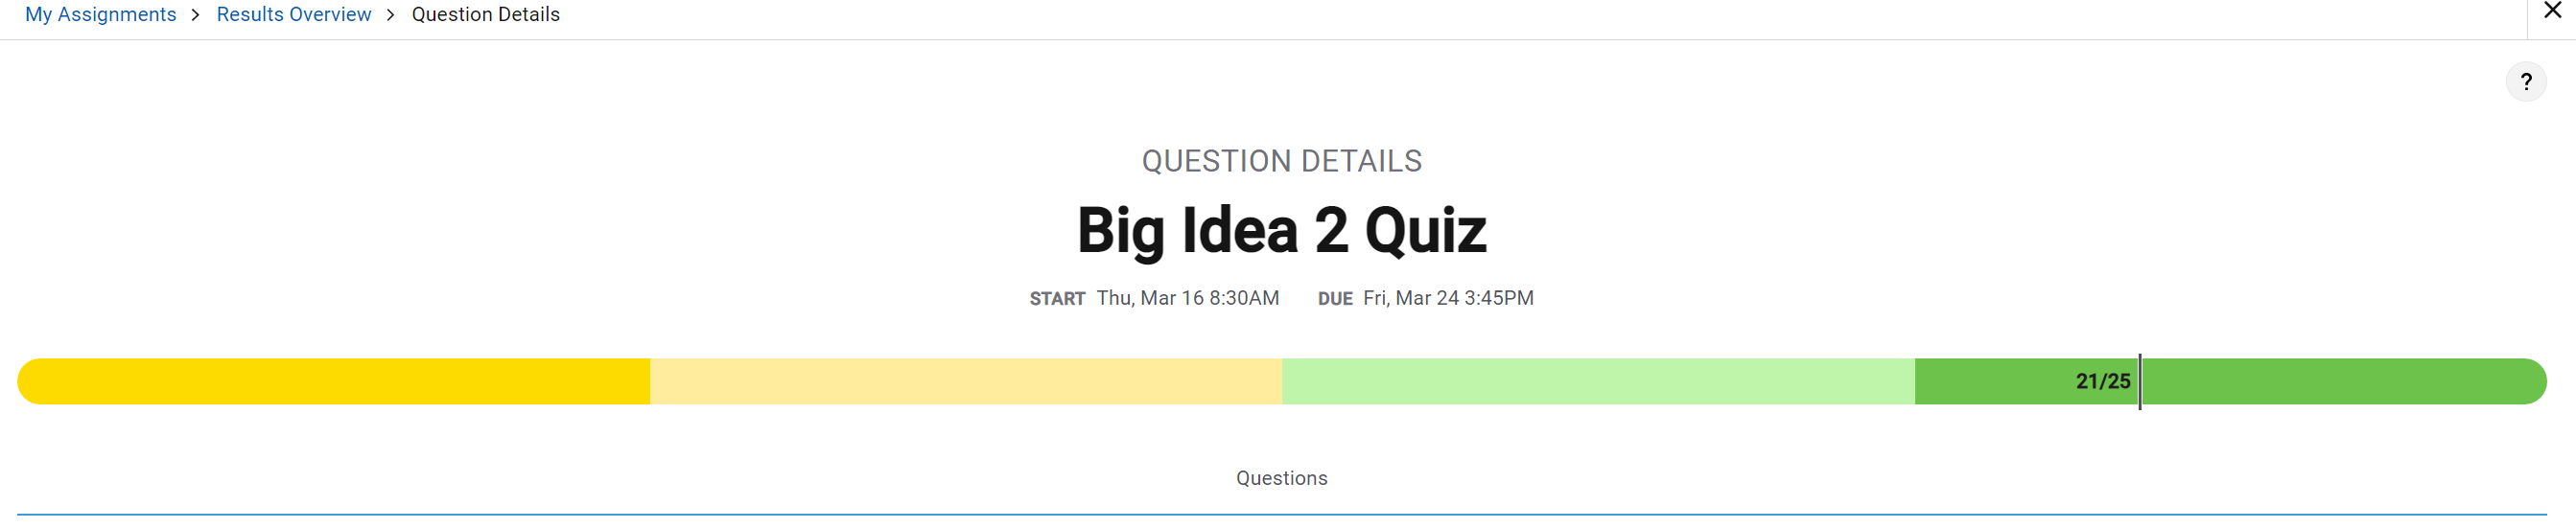 My Assignments > Results Overview > Question Details
?
QUESTION DETAILS
Big Idea 2 Quiz
START Thu, Mar 16 8:30AM DUE Fri, Mar 24 3:45PM
21/25
Questions